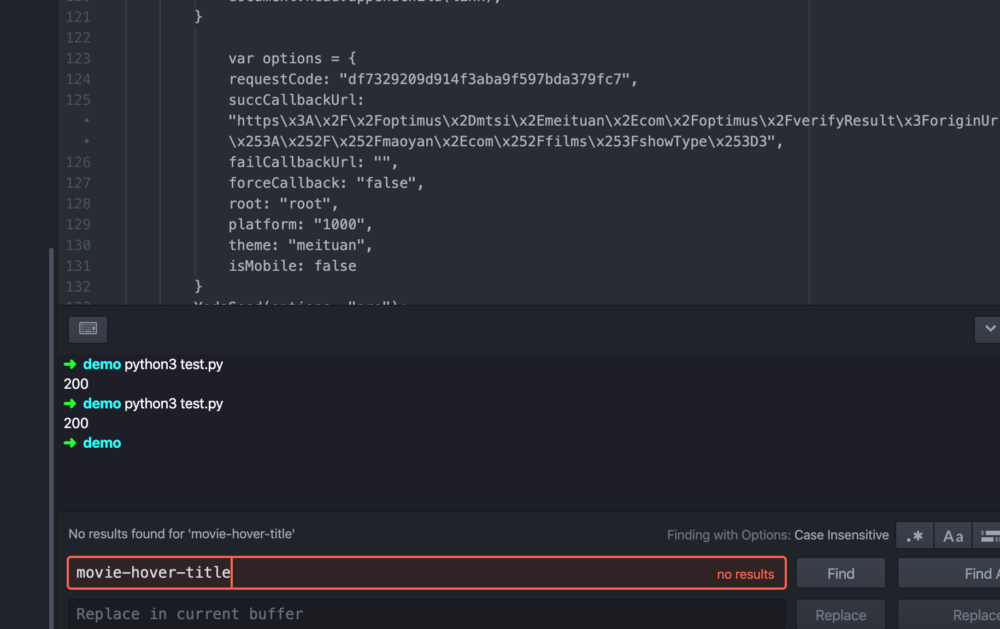 121 }
122
123 var options = {
124 requestCode: "df7329209d914f3aba9f597bda379fc7",
125 succCallbackUrl:
• "https\x3A\x2F\x2Foptimus\x2Dmtsi\x2Emeituan\x2Ecom\x2Foptimus\x2FverifyResult\x3ForiginUr
• \x253A\x252F\x252Fmaoyan\x2Ecom\x252Ffilms\x253FshowType\x253D3",
126 failCallbackUrl: "",
127 forceCallback: "false",
128 root: "root",
129 platform: "1000",
130 theme: "meituan",
131 isMobile: false
132 }
➜ demo python3 test.py
200
➜ demo python3 test.py
200
➜ demo
No results found for 'movie-hover-title' Finding with Options: Case Insensitive .* Aa
movie-hover-title no results Find Find A
Replace in current buffer Replace Replace